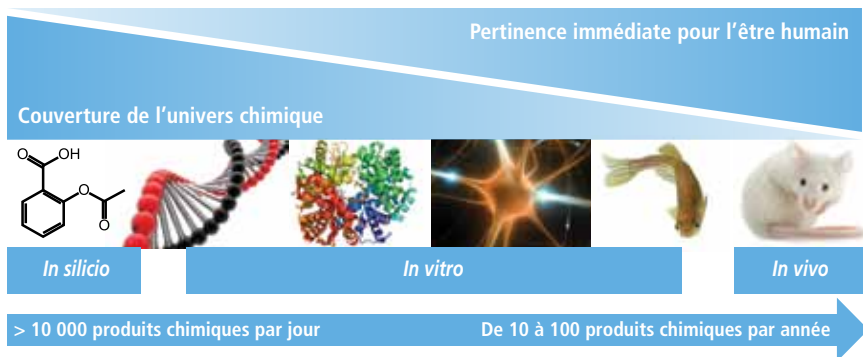 Pertinence immédiate pour l'être humain
Couverture de l'univers chimique
O
OH
O
O
In silicio
In vitro
In vivo
> 10 000 produits chimiques par jour
De 10 à 100 produits chimiques par année